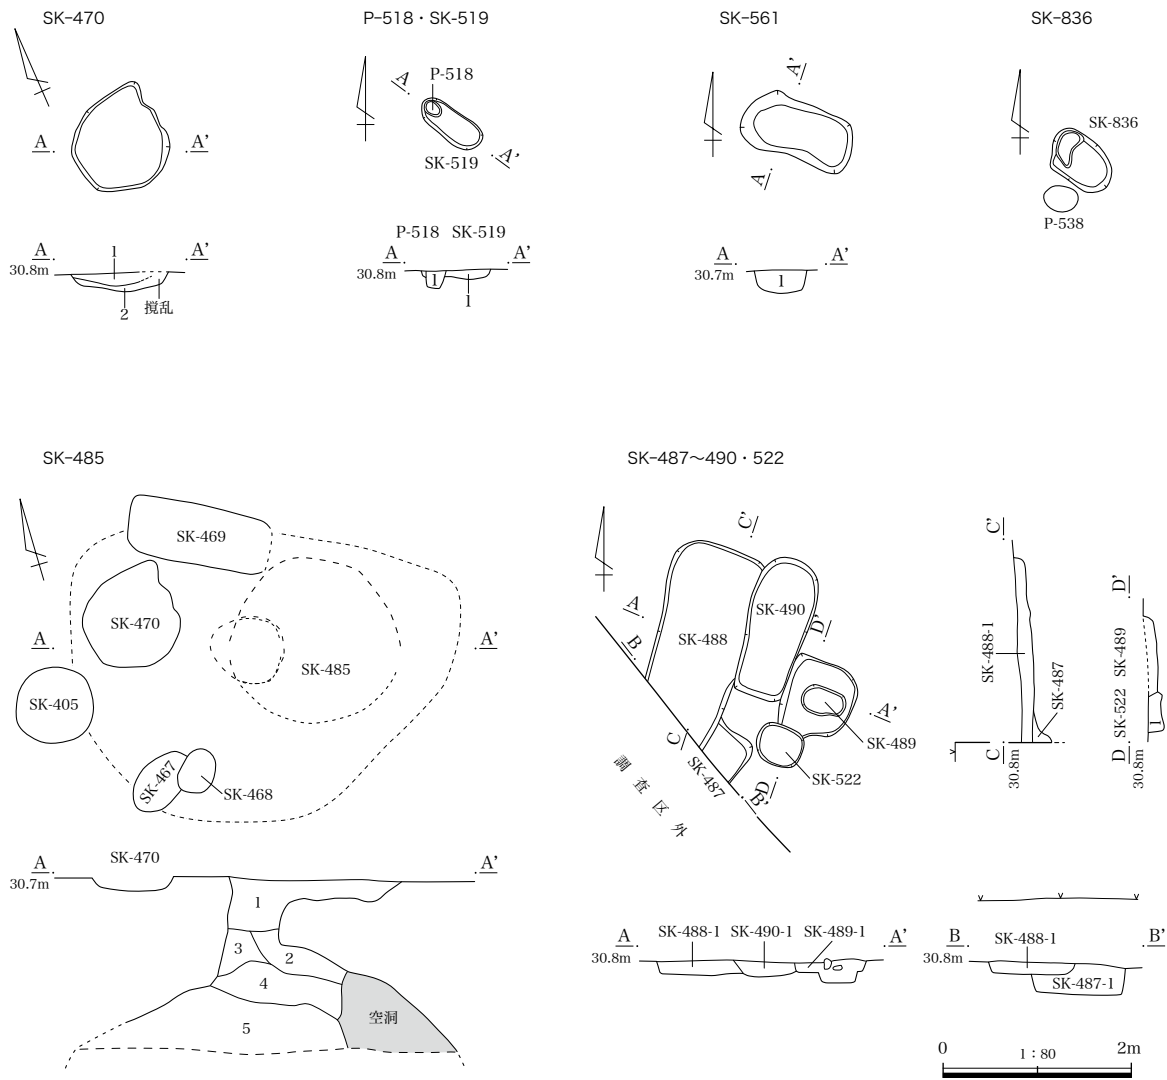 SK-470
P-518・SK-519
SK-561
SK-836
A
A'
A
P-518
SK-519
A'
A'
A
SK-836
P-538
A
30.8m
1
2
撹乱
A'
P-518 SK-519
A
30.8m
1
1
A'
A
30.7m
1
A'
SK-485
SK-487～490・522
SK-469
SK-470
SK-485
A
A'
SK-405
SK-467
SK-468
SK-470
A
30.7m
A'
1
3
2
4
5
空洞
C'
A
B
SK-490
SK-488
D'
A'
SK-489
C
SK-487
SK-522
D
B'
調査区外
C'
SK-488-1
SK-487
C
30.8m
D'
SK-522 SK-489
1
D
30.8m
A
30.8m
SK-488-1 SK-490-1 SK-489-1
A'
B
30.8m
SK-488-1
SK-487-1
B'
0
1：80
2m